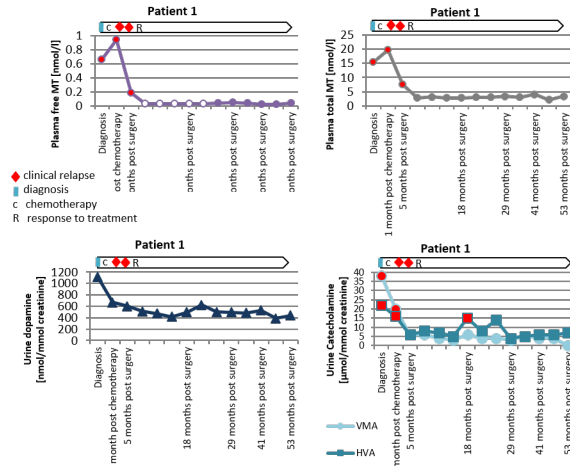 Patient 1
c R
Plasma free MT [nmol/l]
1
0.8
0.6
0.4
0.2
0
Diagnosis
ost chemotherapy
onths post surgery
onths post surgery
onths post surgery
onths post surgery
onths post surgery
Patient 1
c R
Plasma total MT [nmol/l]
25
20
15
10
5
0
Diagnosis
1 month post chemotherapy
5 months post surgery
18 months post surgery
29 months post surgery
41 months post surgery
53 months post surgery
clinical relapse
diagnosis
c chemotherapy
R response to treatment
Patient 1
c R
Urine dopamine
[nmol/mmol creatinine]
1200
1000
800
600
400
200
0
Diagnosis
month post chemotherapy
5 months post surgery
18 months post surgery
29 months post surgery
41 months post surgery
53 months post surgery
Patient 1
c R
Urine Catecholamine
[µmol/mmol creatinine]
40
35
30
25
20
15
10
5
0
Diagnosis
month post chemotherapy
5 months post surgery
18 months post surgery
29 months post surgery
41 months post surgery
53 months post surgery
VMA
HVA